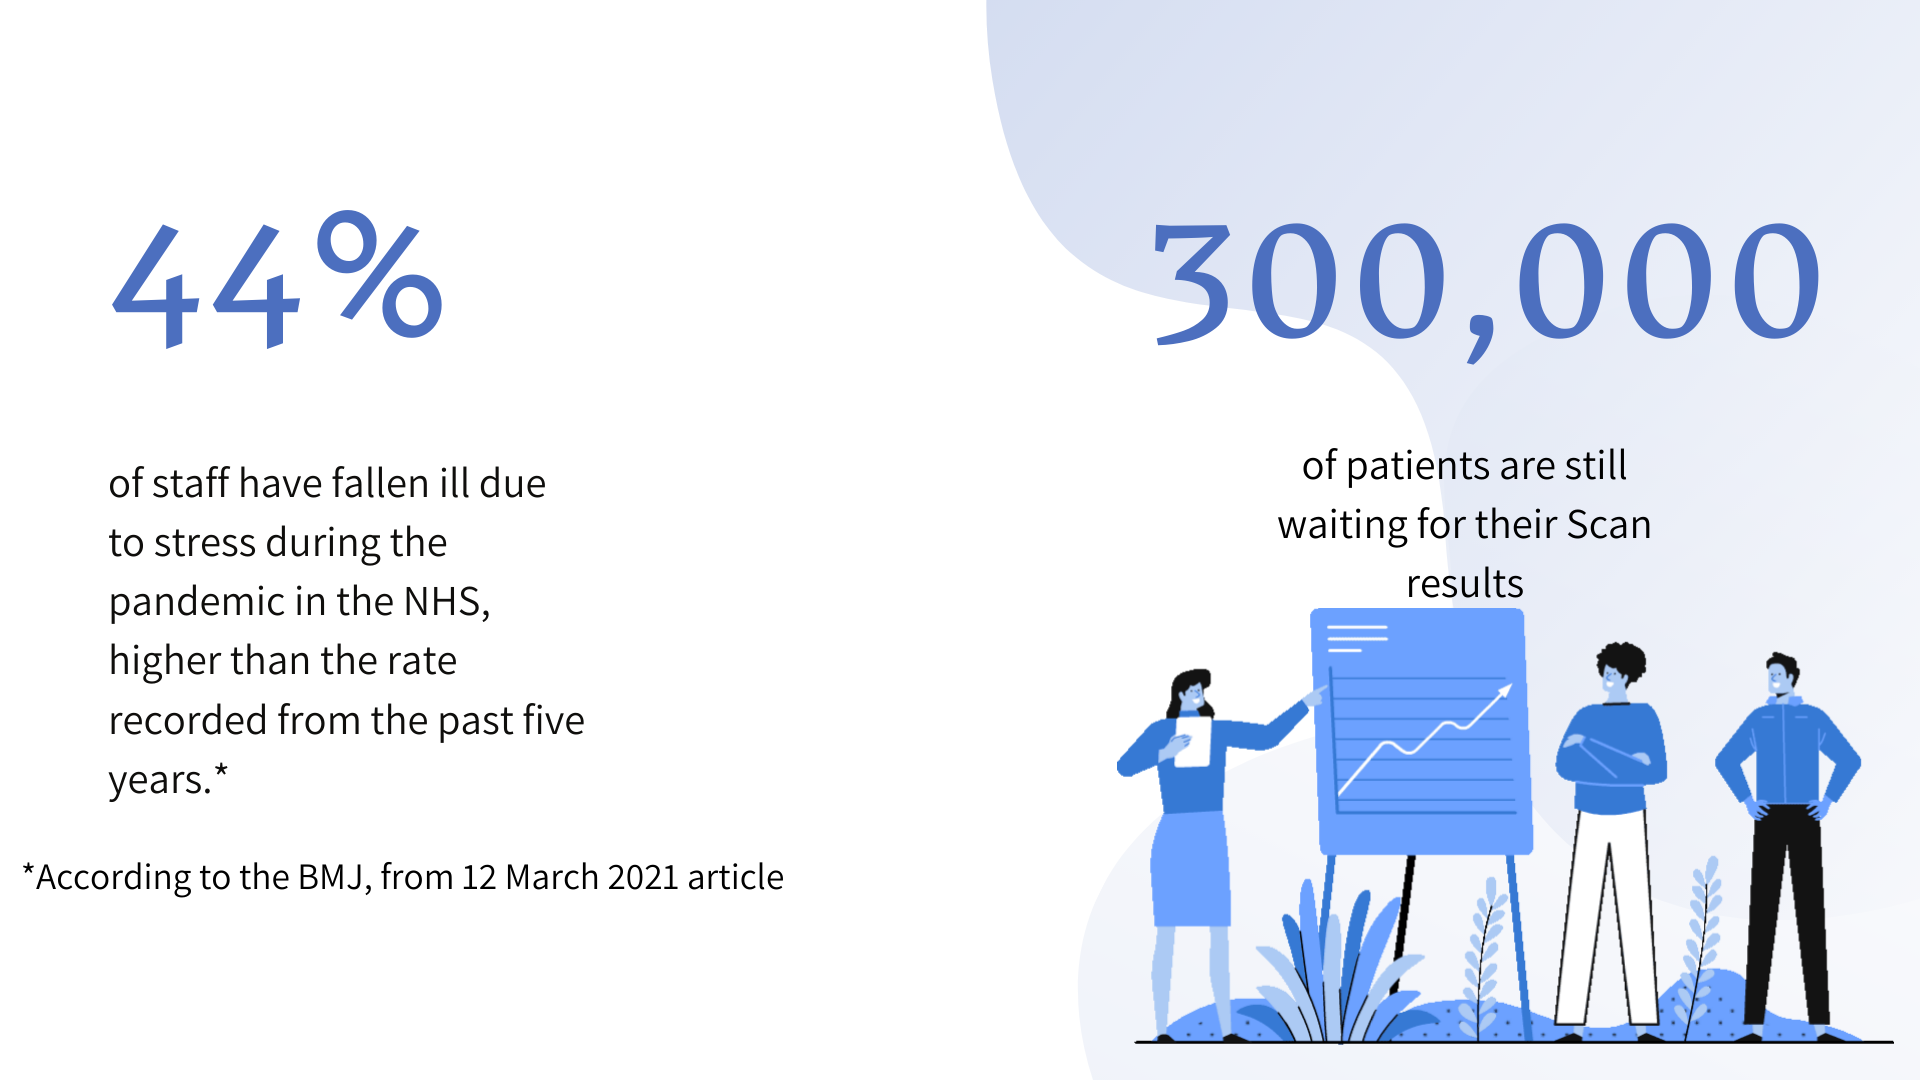 44%
of staff have fallen ill due
to stress during the
pandemic in the NHS,
higher than the rate
recorded from the past five
years.*
*According to the BMJ, from 12 March 2021 article
300,000
of patients are still
waiting for their Scan
results